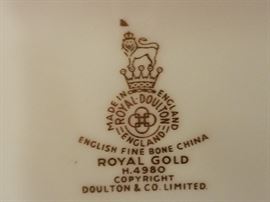 MADE IN ENGLAND
ROYAL·DOULTON
ENGLAND
ENGLISH FINE BONE CHINA
ROYAL GOLD
H.4980
COPYRIGHT
DOULTON & CO. LIMITED.